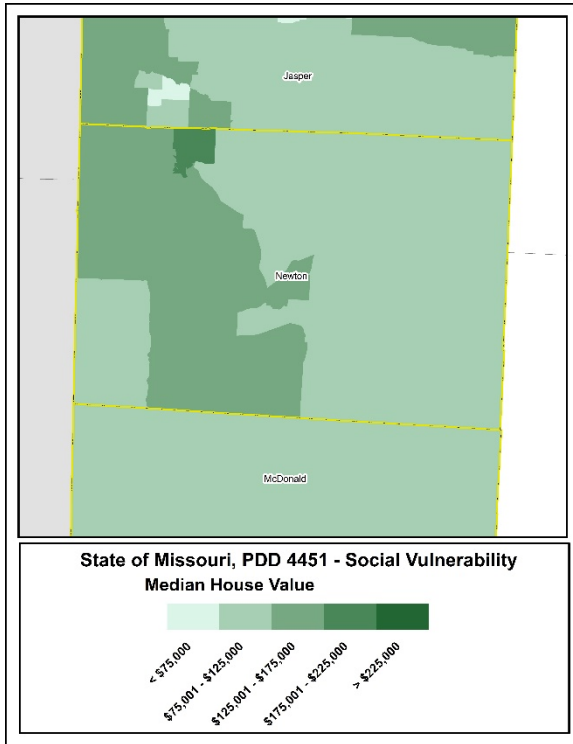 Jasper
Newton
McDonald
State of Missouri, PDD 4451 - Social Vulnerability
Median House Value
< $75,000
$75,001 - $125,000
$125,001 - $175,000
$175,001 - $225,000
> $225,000